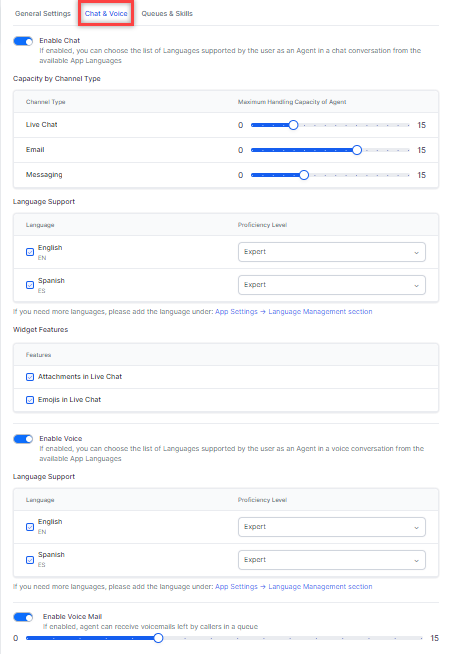 General Settings Chat & Voice Queues & Skills
Enable Chat
If enabled, you can choose the list of Languages supported by the user as an Agent in a chat conversation from the
available App Languages
Capacity by Channel Type
Channel Type Maximum Handling Capacity of Agent
Live Chat 0 15
Email 0 15
Messaging 0 15
Language Support
Language Proficiency Level
English Expert
EN
Spanish Expert
ES
If you need more languages, please add the language under: App Settings → Language Management section
Widget Features
Features
Attachments in Live Chat
Emojis in Live Chat
Enable Voice
If enabled, you can choose the list of Languages supported by the user as an Agent in a voice conversation from the
available App Languages
Language Support
Language Proficiency Level
English Expert
EN
Spanish Expert
ES
If you need more languages, please add the language under: App Settings → Language Management section
Enable Voice Mail
If enabled, agent can receive voicemails left by callers in a queue
0 15